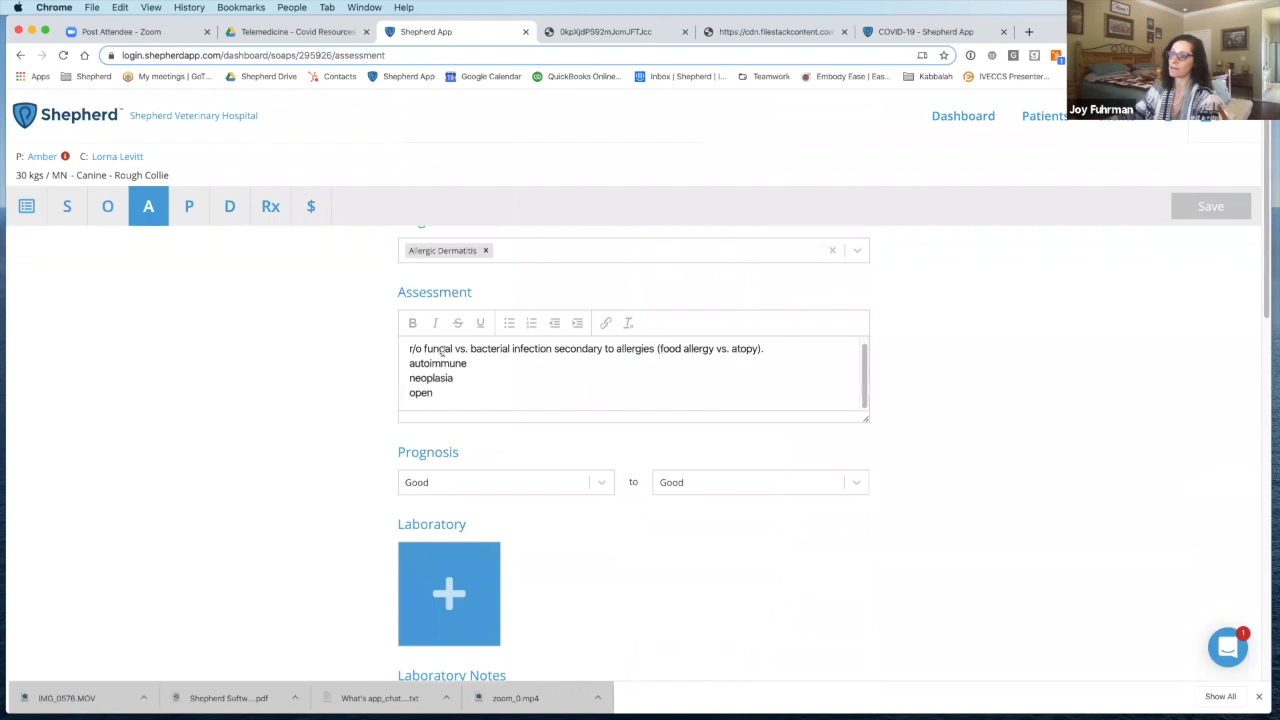 Chrome File Edit View History Bookmarks People Tab Window Help
Post Attendee - Zoom
Telemedicine - Covid Resources
Shepherd App
0kpXjdPS92mJomJFTJcc
https://cdn.filestackcontent.com
COVID-19 - Shepherd App
login.shepherdapp.com/dashboard/soaps/295926/assessment
Apps Shepherd My meetings | GoT... Shepherd Drive Contacts Shepherd App Google Calendar QuickBooks Online... Inbox | Shepherd | I... Teamwork Embody Ease | Eas... Kabbalah IVECCS Presenter...
Joy Fuhrman
Shepherd™ Shepherd Veterinary Hospital
Dashboard Patients
P: Amber C: Lorna Levitt
30 kgs / MN - Canine - Rough Collie
S O A P D Rx $
Save
Allergic Dermatitis
Assessment
B I S U
r/o fungal vs. bacterial infection secondary to allergies (food allergy vs. atopy).
autoimmune
neoplasia
open
Prognosis
Good to Good
Laboratory
Laboratory Notes
1
IMG_0576.MOV Shepherd Softw...pdf What's app_chat....txt zoom_0.mp4 Show All